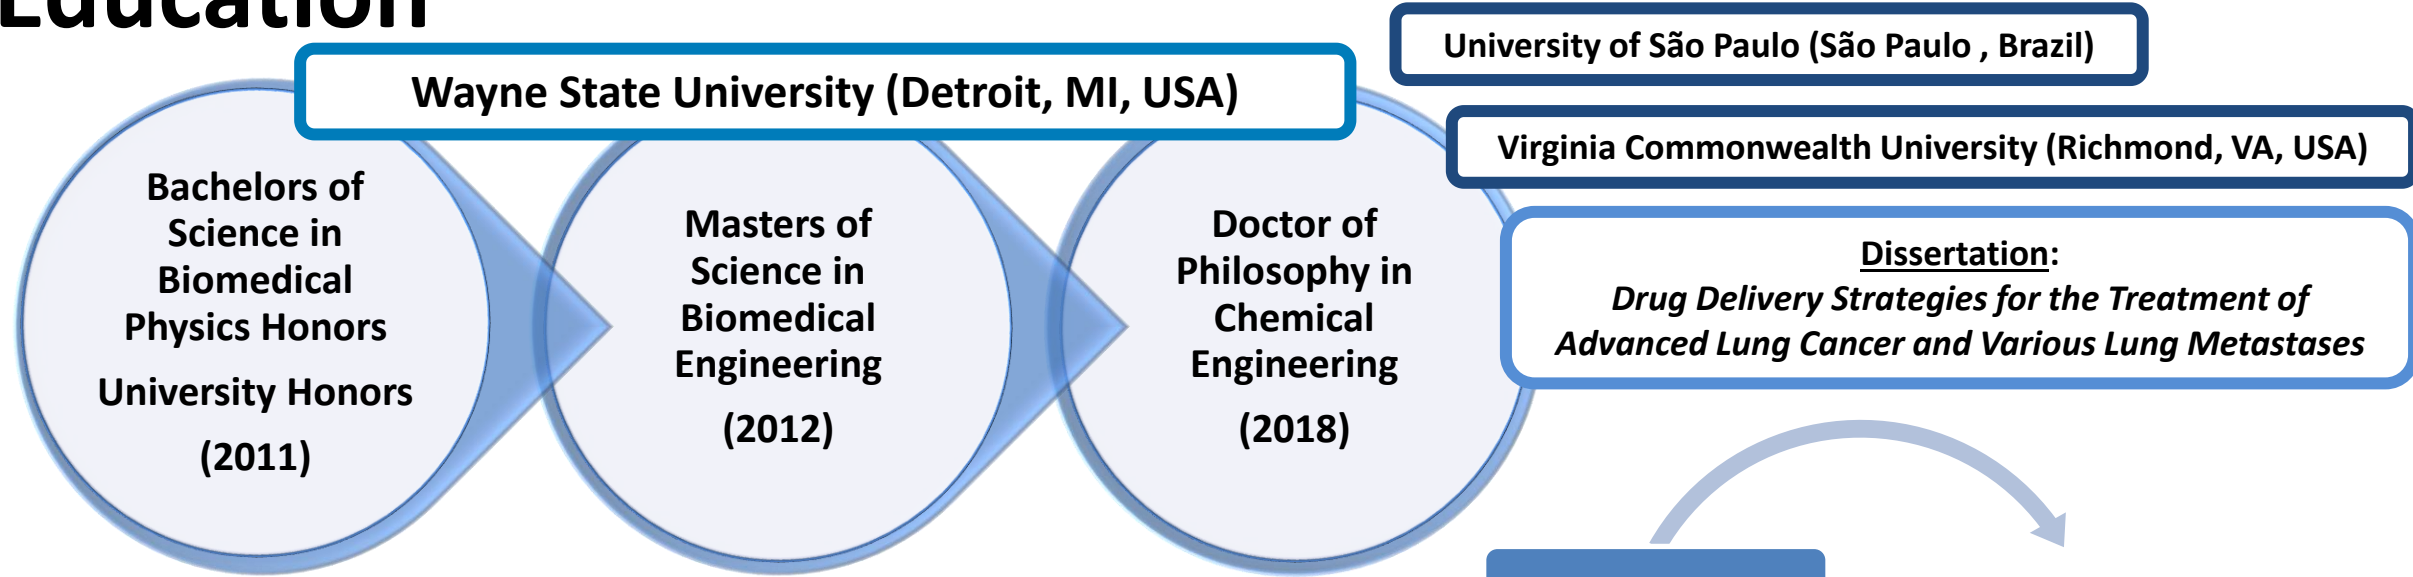 Education
Wayne State University (Detroit, MI, USA)
University of São Paulo (São Paulo , Brazil)
Virginia Commonwealth University (Richmond, VA, USA)
Bachelors of
Science in
Biomedical
Physics Honors
University Honors
(2011)
Masters of
Science in
Biomedical
Engineering
(2012)
Doctor of
Philosophy in
Chemical
Engineering
(2018)
Dissertation:
Drug Delivery Strategies for the Treatment of
Advanced Lung Cancer and Various Lung Metastases